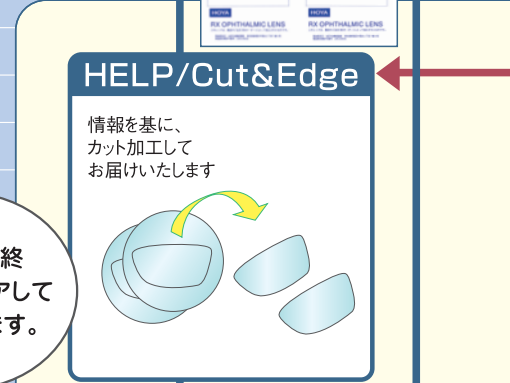 HOYA
HOYA
RX OPHTHALMIC LENS
RX OPHTHALMIC LENS
HELP/Cut&Edge
情報を基に、
カット加工して
お届けいたします
終
アして
ます。